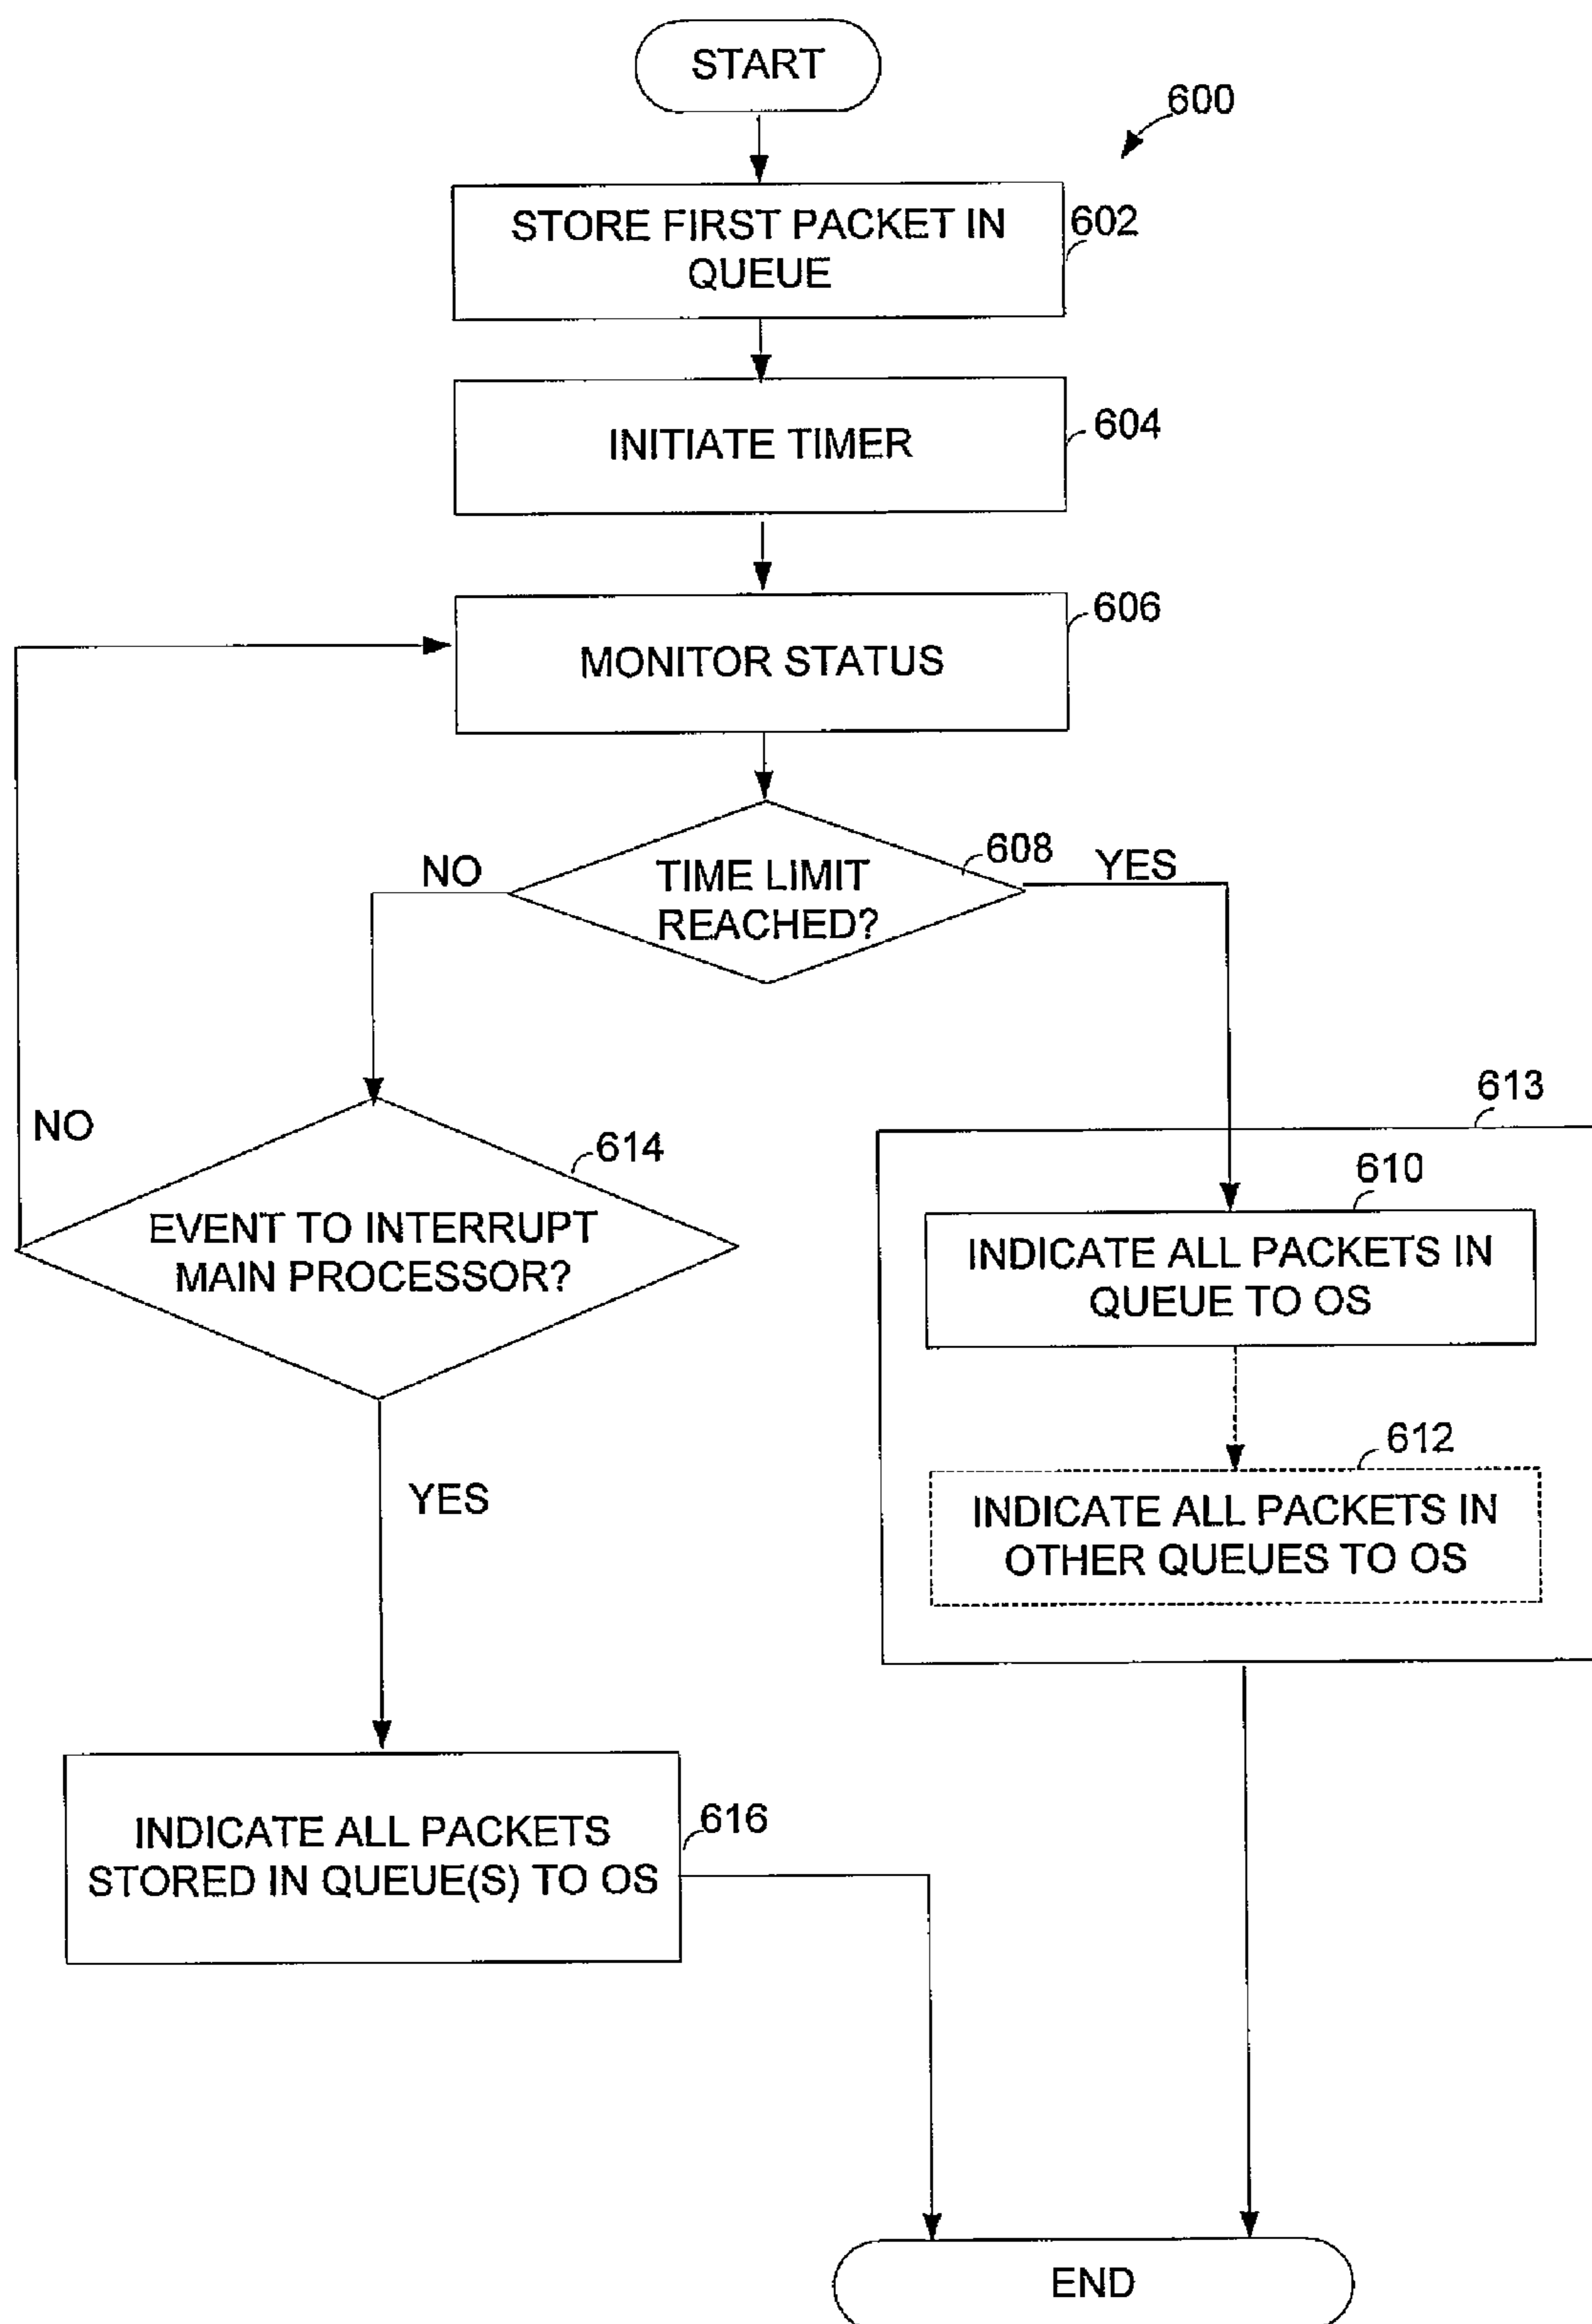 START
600
STORE FIRST PACKET IN
QUEUE
602
INITIATE TIMER
604
606
MONITOR STATUS
608
TIME LIMIT
REACHED?
NO
YES
613
NO
614
EVENT TO INTERRUPT
MAIN PROCESSOR?
610
INDICATE ALL PACKETS IN
QUEUE TO OS
612
INDICATE ALL PACKETS IN
OTHER QUEUES TO OS
YES
616
INDICATE ALL PACKETS
STORED IN QUEUE(S) TO OS
END